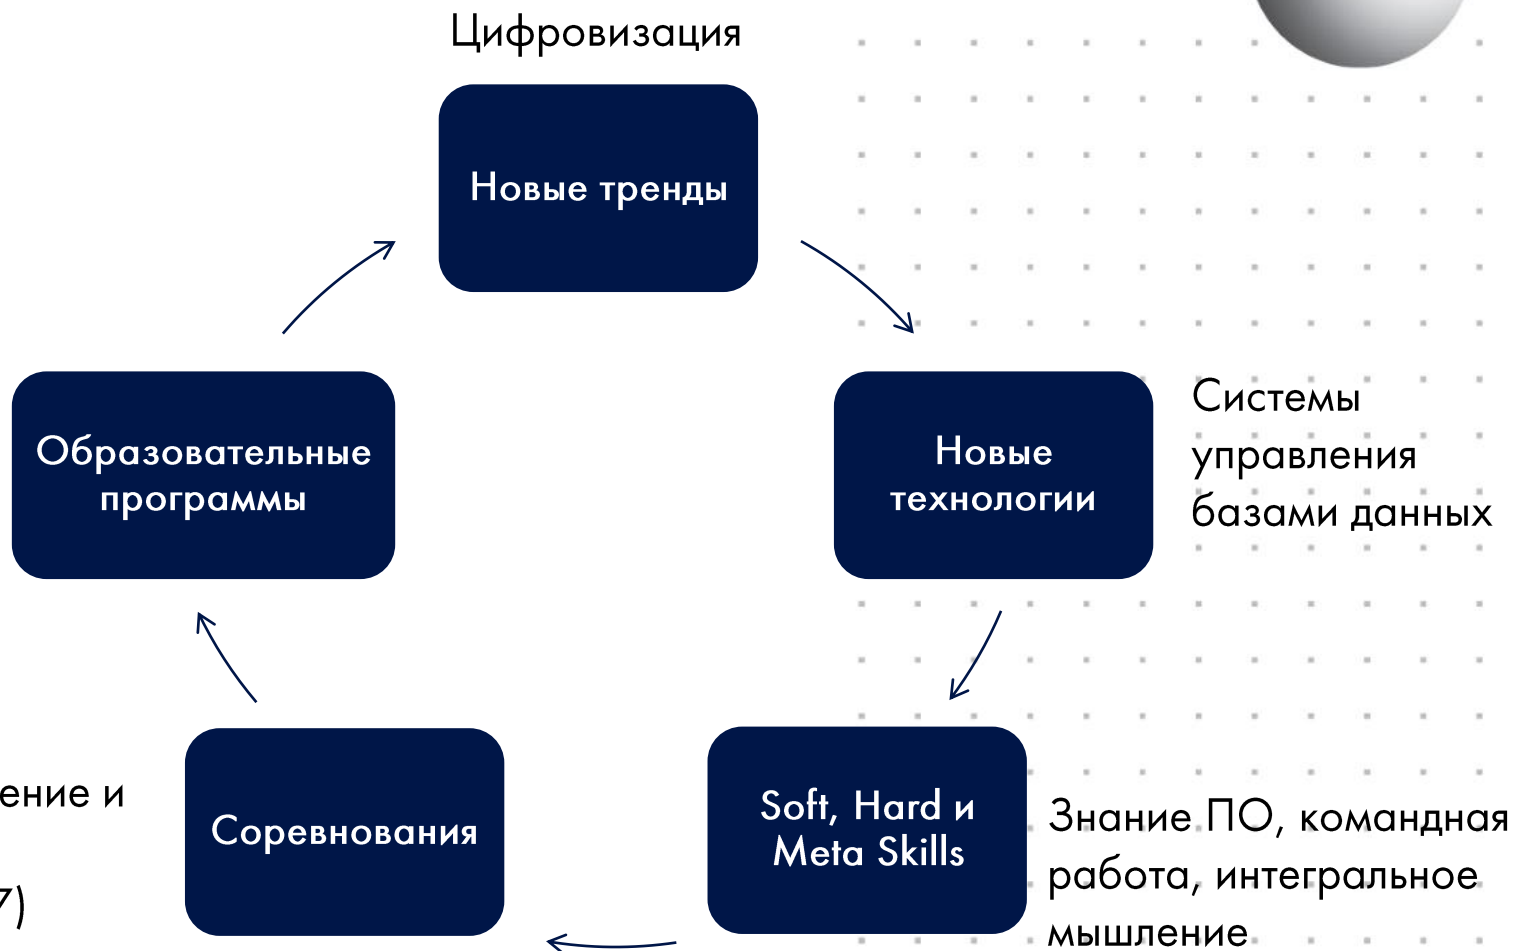 Цифровизация
Новые тренды
Образовательные
программы
Новые
технологии
Системы
управления
базами данных
Соревнования
Soft, Hard и
Meta Skills
Знание ПО, командная
работа, интегральное
мышление
ение и
7)